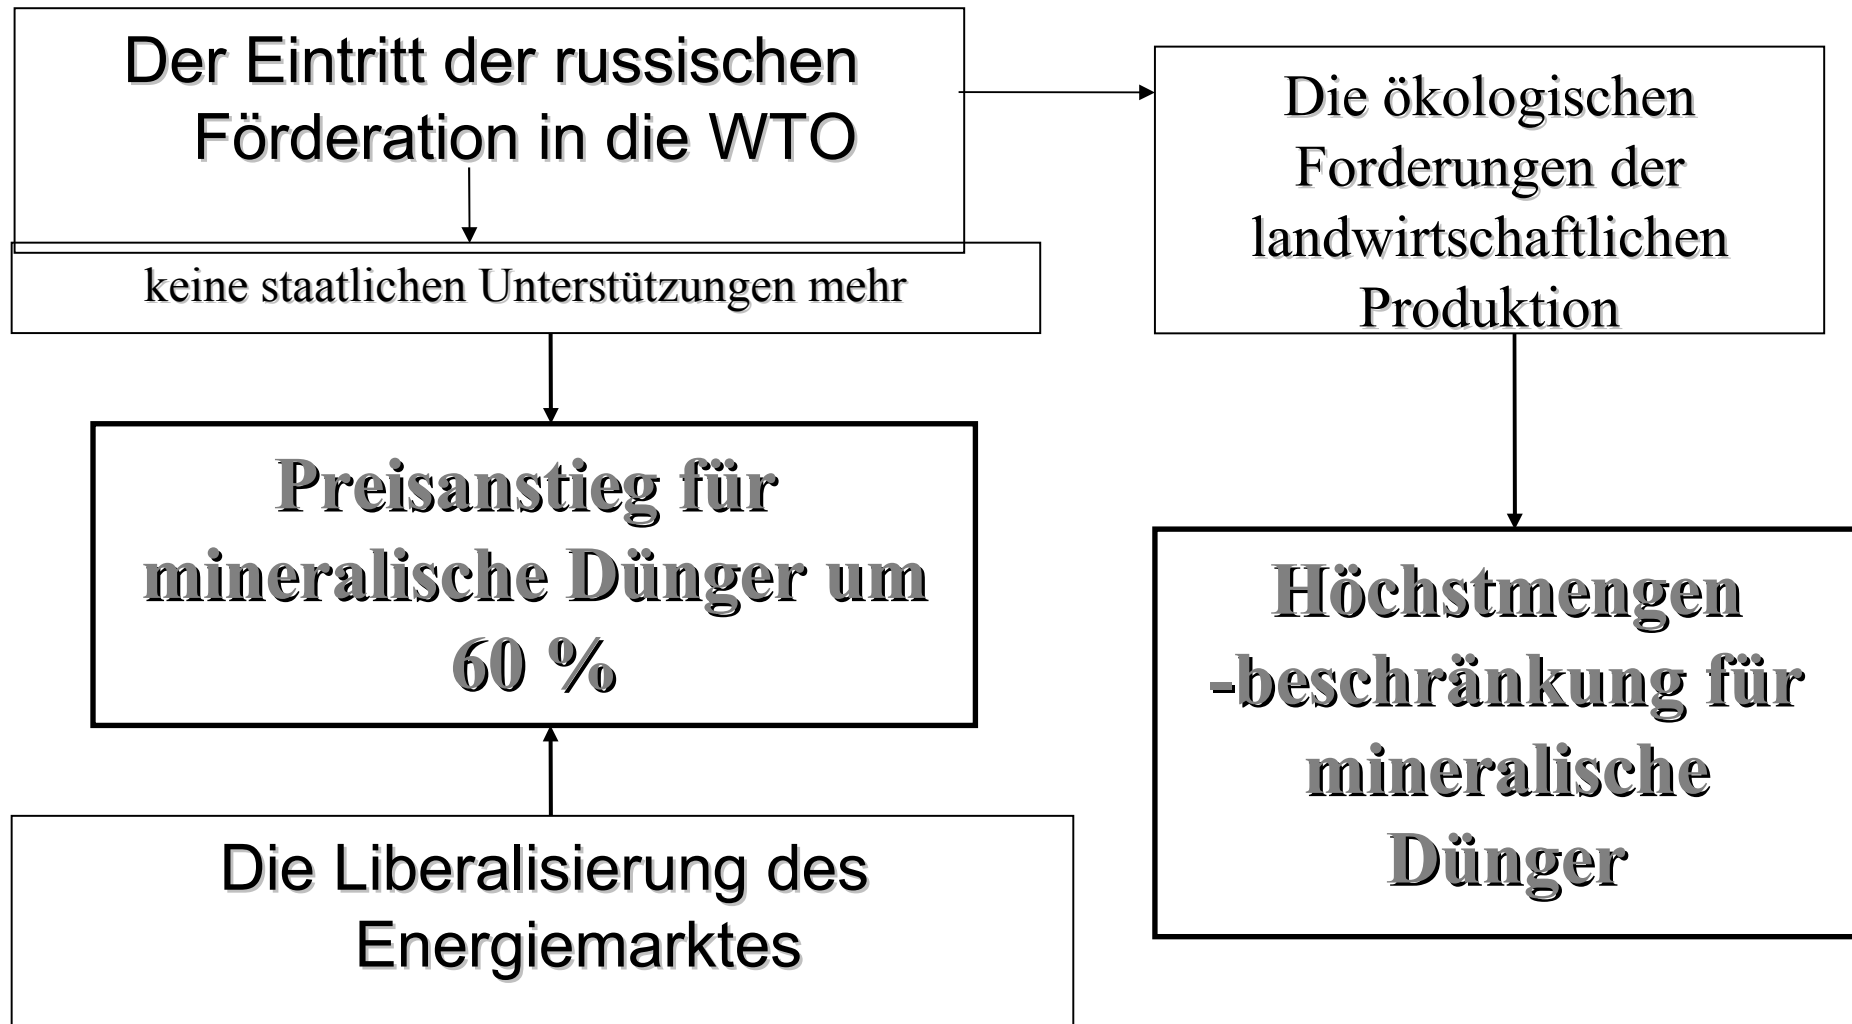 Der Eintritt der russischen
Förderation in die WTO
keine staatlichen Unterstützungen mehr
Preisanstieg für
mineralische Dünger um
60 %
Die Liberalisierung des
Energiemarktes
Die ökologischen
Forderungen der
landwirtschaftlichen
Produktion
Höchstmengen
-beschränkung für
mineralische
Dünger